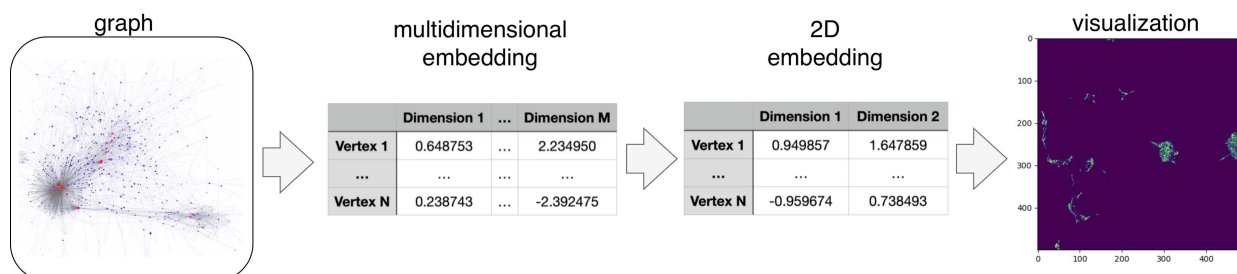 graph
multidimensional
embedding
2D
embedding
visualization
Dimension 1 ... Dimension M
Vertex 1 0.648753 ... 2.234950
... ... ... ...
Vertex N 0.238743 ... -2.392475
Dimension 1 Dimension 2
Vertex 1 0.949857 1.647859
... ... ...
Vertex N -0.959674 0.738493
0
100
200
300
400
0 100 200 300 400